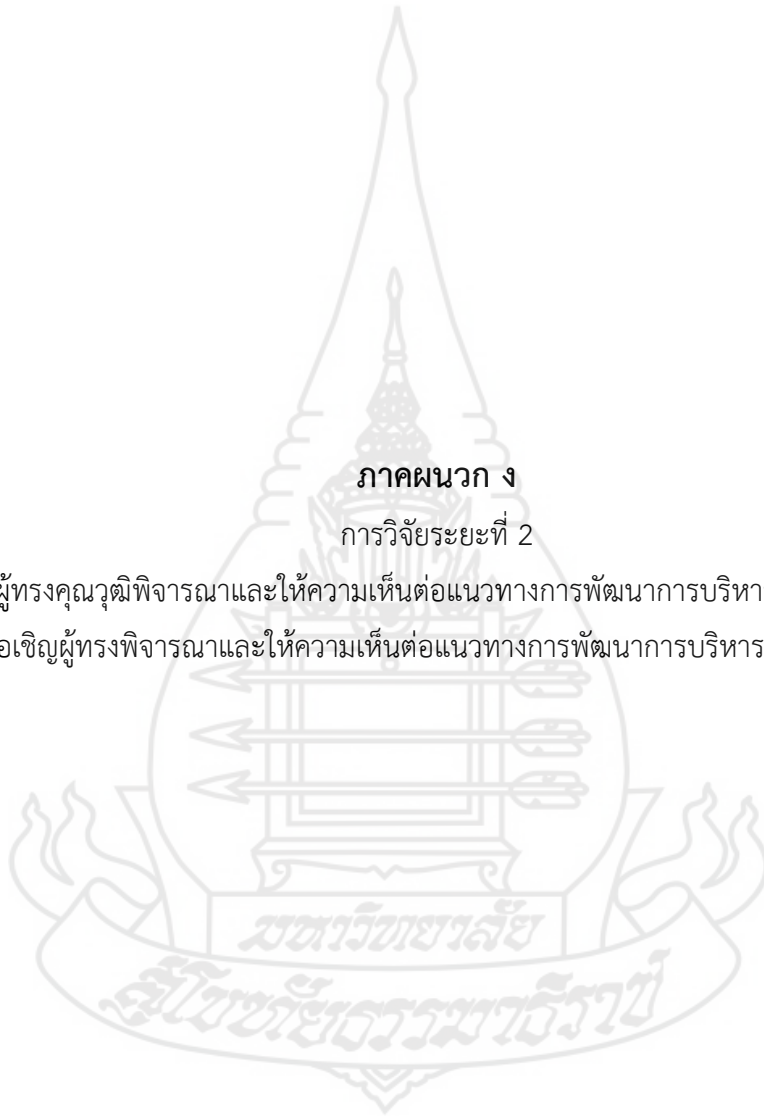 ภาคผนวก ง
การวิจัยระยะที่ 2
ผู้ทรงคุณวุฒิพิจารณาและให้ความเห็นต่อแนวทางการพัฒนาการบริหา
อเชิญผู้ทรงพิจารณาและให้ความเห็นต่อแนวทางการพัฒนาการบริหาร
มหาวิทยาลัย
สุโขทัยธรรมาธิราช